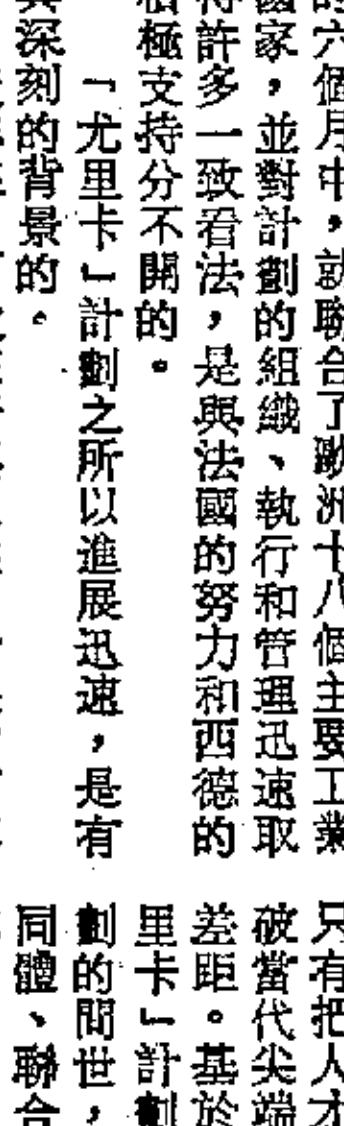 的六個月中，就聯合了歐洲十八個主要工業
國家，並對計劃的組織、執行和管理迅速取
得許多一致看法，是與法國的努力和西德的
積極支持分不開的。
「尤里卡」計劃之所以進展迅速，是有
其深刻的背景的。
只有把人才
破當代尖端
差距。基於
里卡」計劃
劃的問世，
同體、聯合